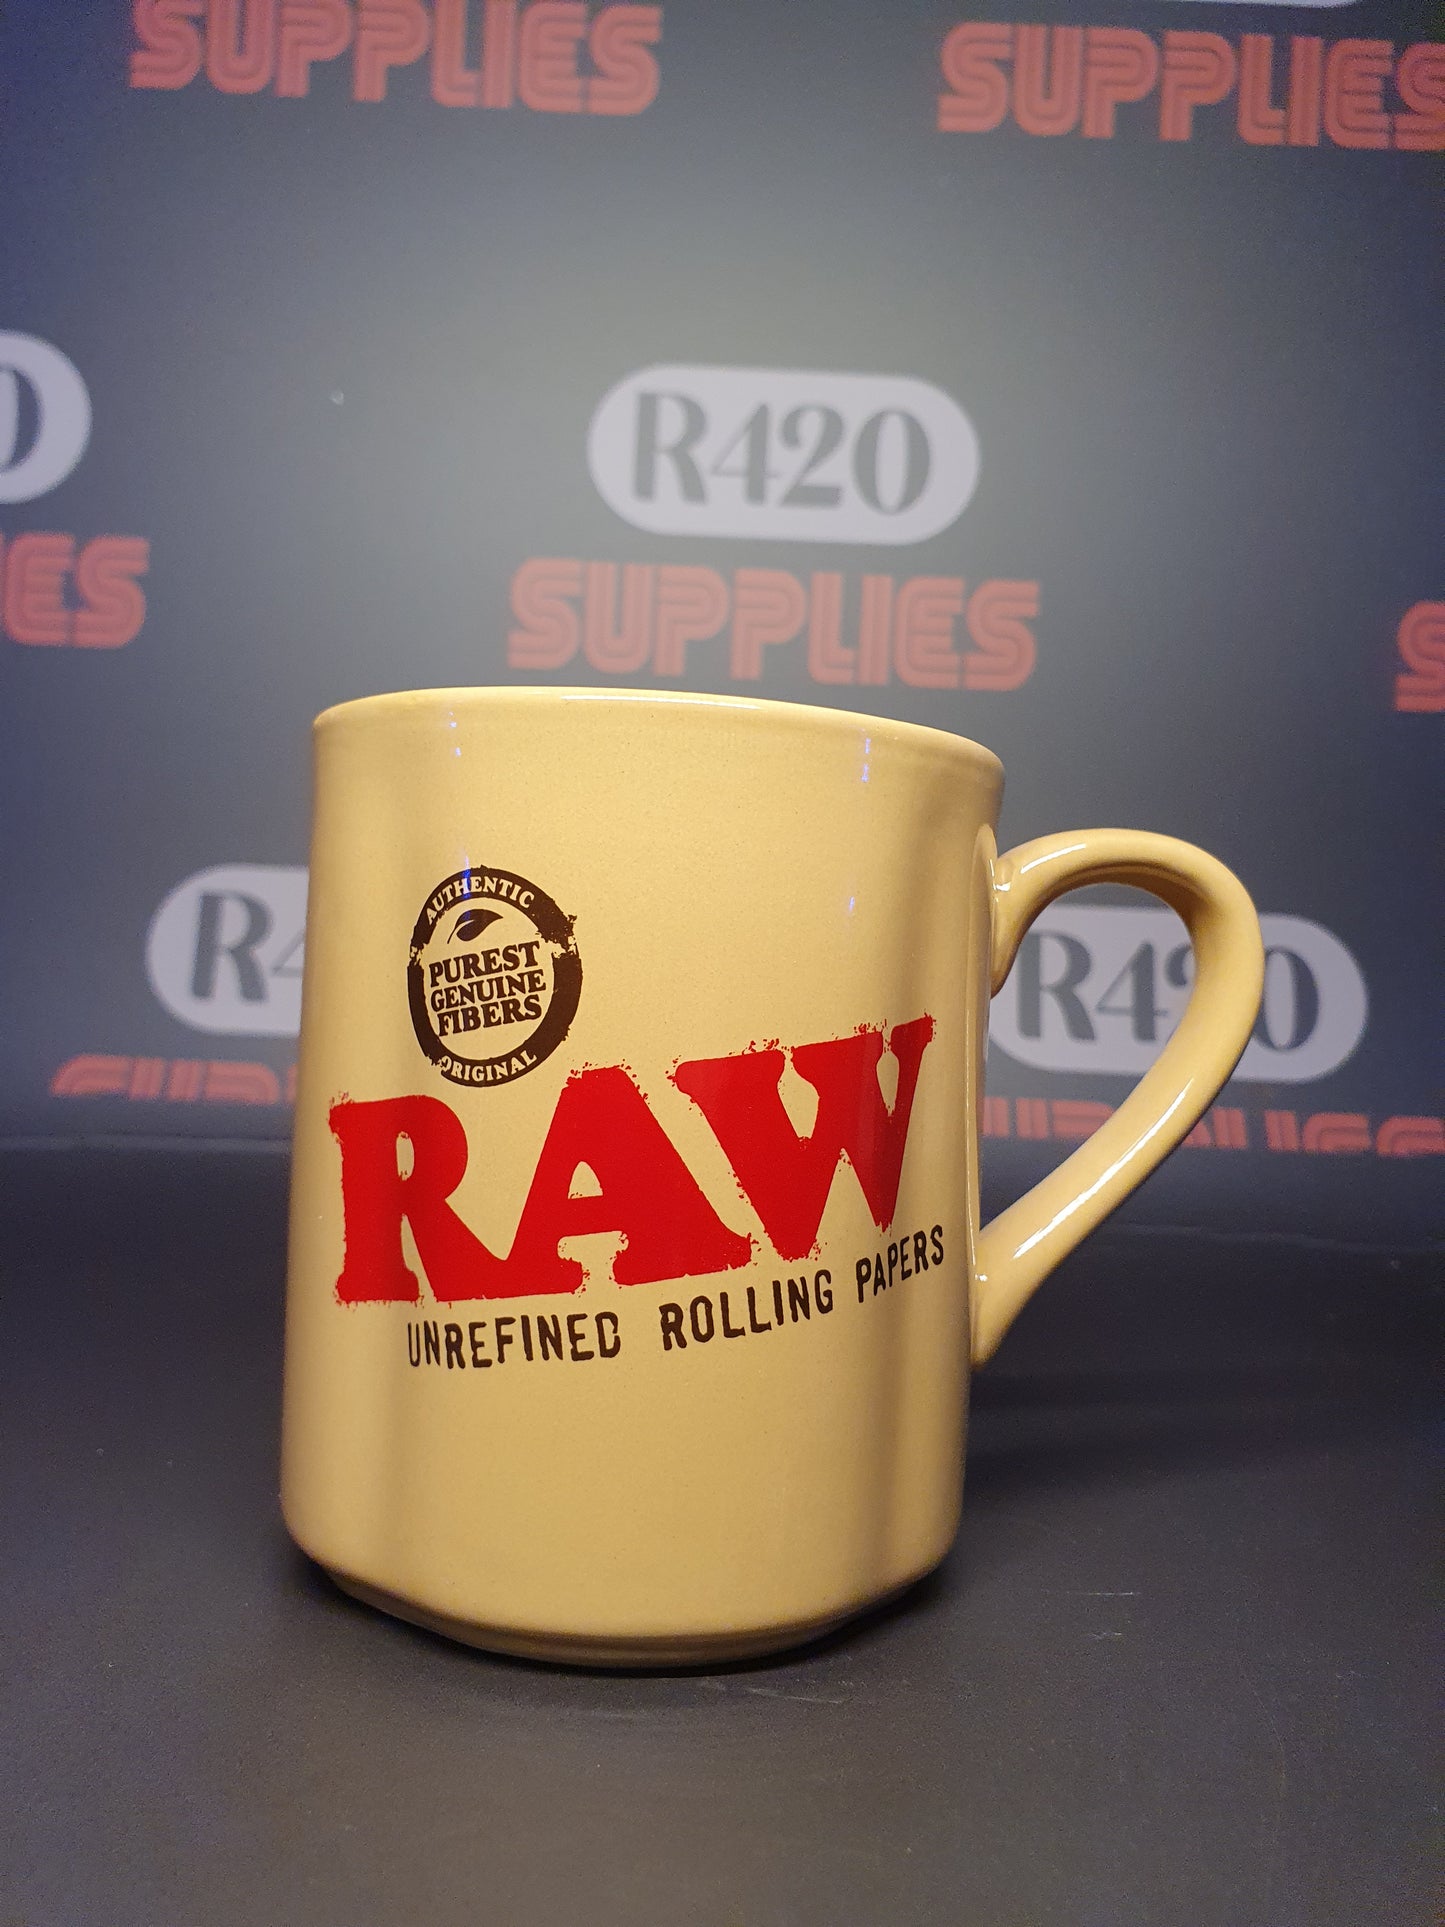 SUPPLIES
SUPPLIES
R420
SUPPLIES
AUTHENTIC
PUREST
GENUINE
FIBERS
ORIGINAL
RAW
UNREFINED ROLLING PAPERS